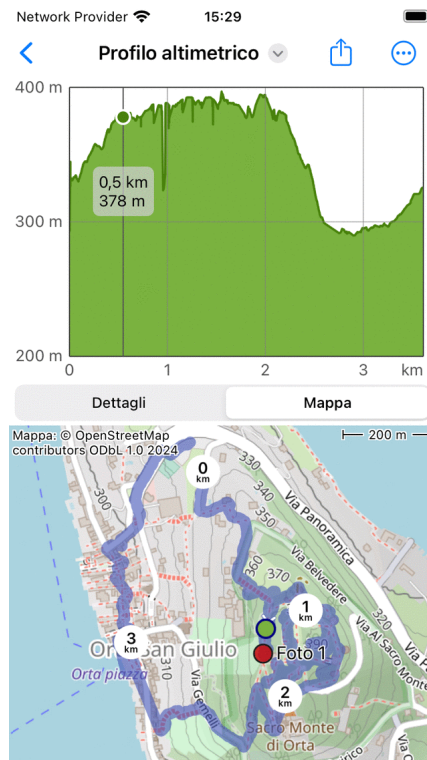 Network Provider 15:29
Profilo altimetrico
400 m
0,5 km
378 m
300 m
200 m
0 1 2 3 km
Dettagli Mappa
Mappa: © OpenStreetMap
contributors ODbL 1.0 2024
200 m
0
km
330
340
350
300
Via Panoramica
360
370
Via Belvedere
1
km
320
Via Al Sacro Monte
3
km
San Giulio
Orta piazza
310
Foto 1
390
Via Gemelli
2
km
Sacro Monte
di Orta